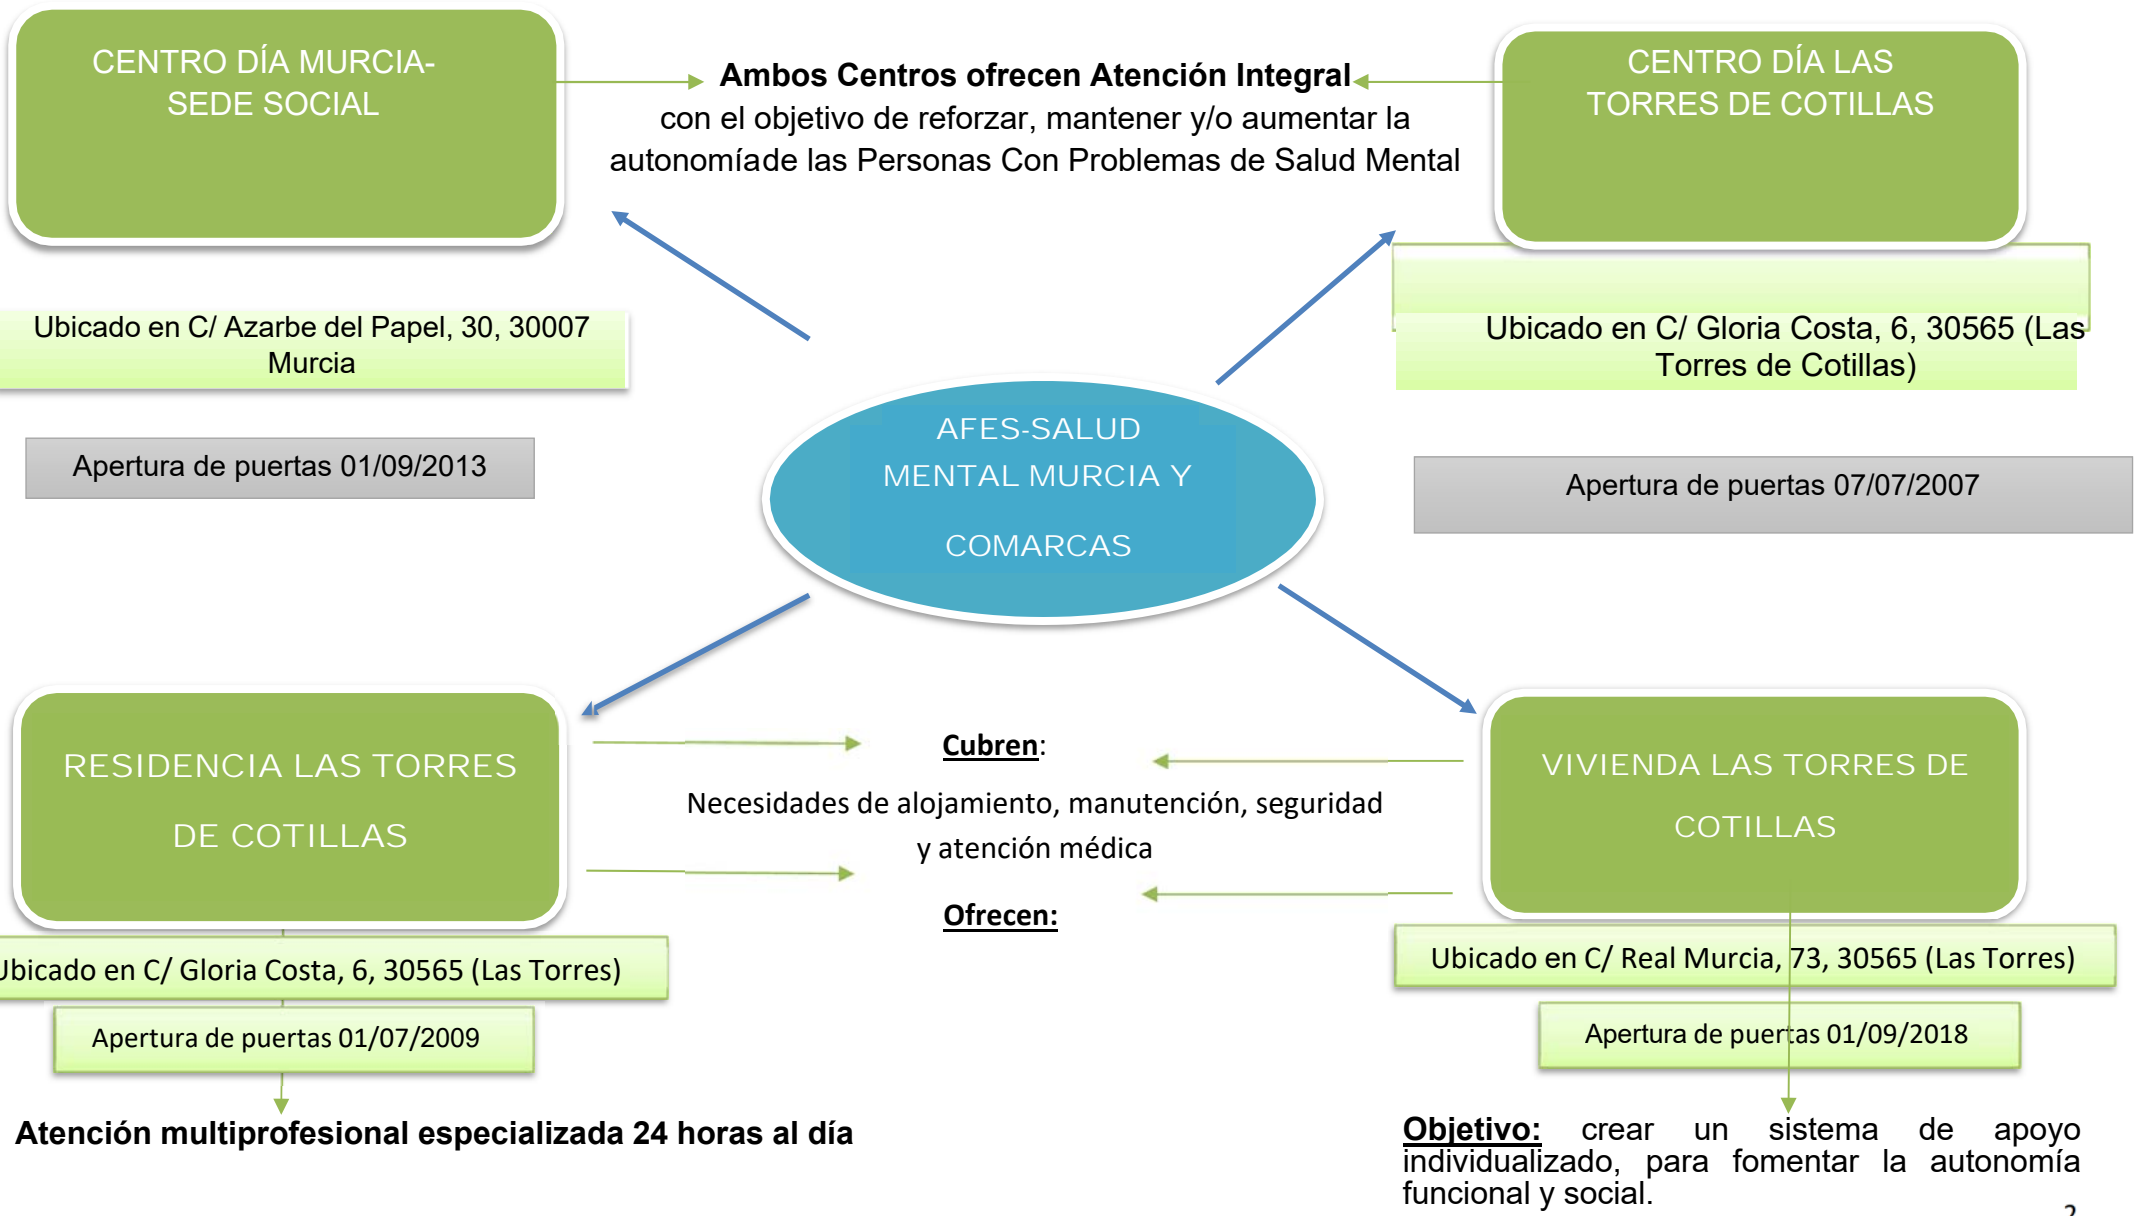 CENTRO DÍA MURCIA-
SEDE SOCIAL
Ambos Centros ofrecen Atención Integral
con el objetivo de reforzar, mantener y/o aumentar la
autonomíade las Personas Con Problemas de Salud Mental
CENTRO DÍA LAS
TORRES DE COTILLAS
Ubicado en C/ Azarbe del Papel, 30, 30007
Murcia
Ubicado en C/ Gloria Costa, 6, 30565 (Las
Torres de Cotillas)
Apertura de puertas 01/09/2013
Apertura de puertas 07/07/2007
AFES-SALUD
MENTAL MURCIA Y
COMARCAS
RESIDENCIA LAS TORRES
DE COTILLAS
Cubren:
Necesidades de alojamiento, manutención, seguridad
y atención médica
Ofrecen:
VIVIENDA LAS TORRES DE
COTILLAS
Ubicado en C/ Gloria Costa, 6, 30565 (Las Torres)
Apertura de puertas 01/07/2009
Atención multiprofesional especializada 24 horas al día
Ubicado en C/ Real Murcia, 73, 30565 (Las Torres)
Apertura de puertas 01/09/2018
Objetivo: crear un sistema de apoyo
individualizado, para fomentar la autonomía
funcional y social.
2